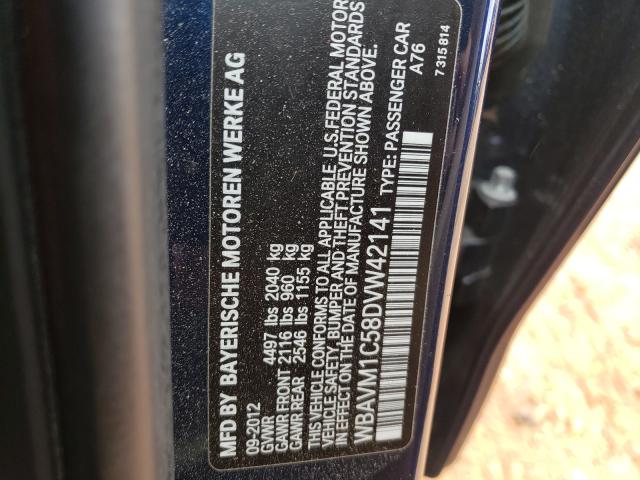 MFD BY BAYERISCHE MOTOREN WERKE AG
09-2012
GVWR 4497 lbs 2040 kg
GAWR FRONT 2116 lbs 960 kg
GAWR REAR 2546 lbs 1155 kg
THIS VEHICLE CONFORMS TO ALL APPLICABLE U.S. FEDERAL MOTOR
VEHICLE SAFETY, BUMPER AND THEFT PREVENTION STANDARDS
IN EFFECT ON THE DATE OF MANUFACTURE SHOWN ABOVE.
WBAVM1C58DVW42141 TYPE: PASSENGER CAR
A76
7 315 814